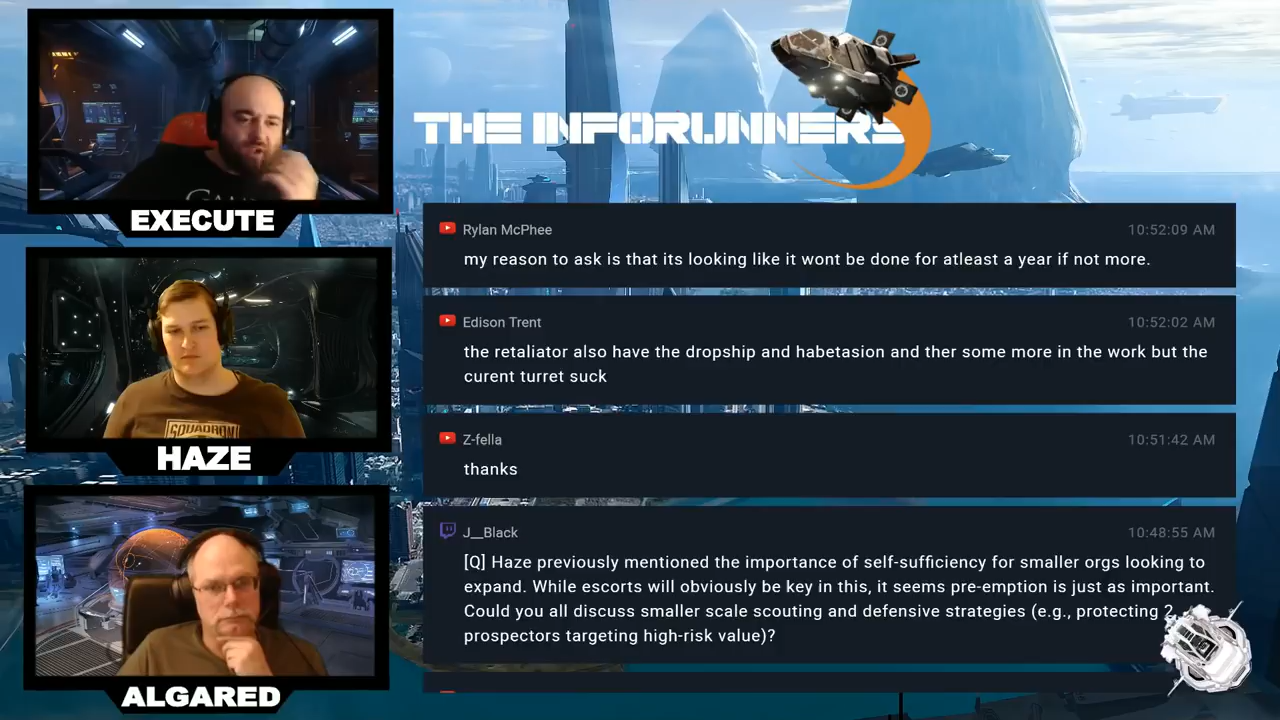 THE INFORUNNERS
EXECUTE
HAZE
SQUADRON
ALGARED
Rylan McPhee 10:52:09 AM
my reason to ask is that its looking like it wont be done for atleast a year if not more.
Edison Trent 10:52:02 AM
the retaliator also have the dropship and habetasion and ther some more in the work but the
curent turret suck
Z-fella 10:51:42 AM
thanks
J__Black 10:48:55 AM
[Q] Haze previously mentioned the importance of self-sufficiency for smaller orgs looking to
expand. While escorts will obviously be key in this, it seems pre-emption is just as important.
Could you all discuss smaller scale scouting and defensive strategies (e.g., protecting 2
prospectors targeting high-risk value)?